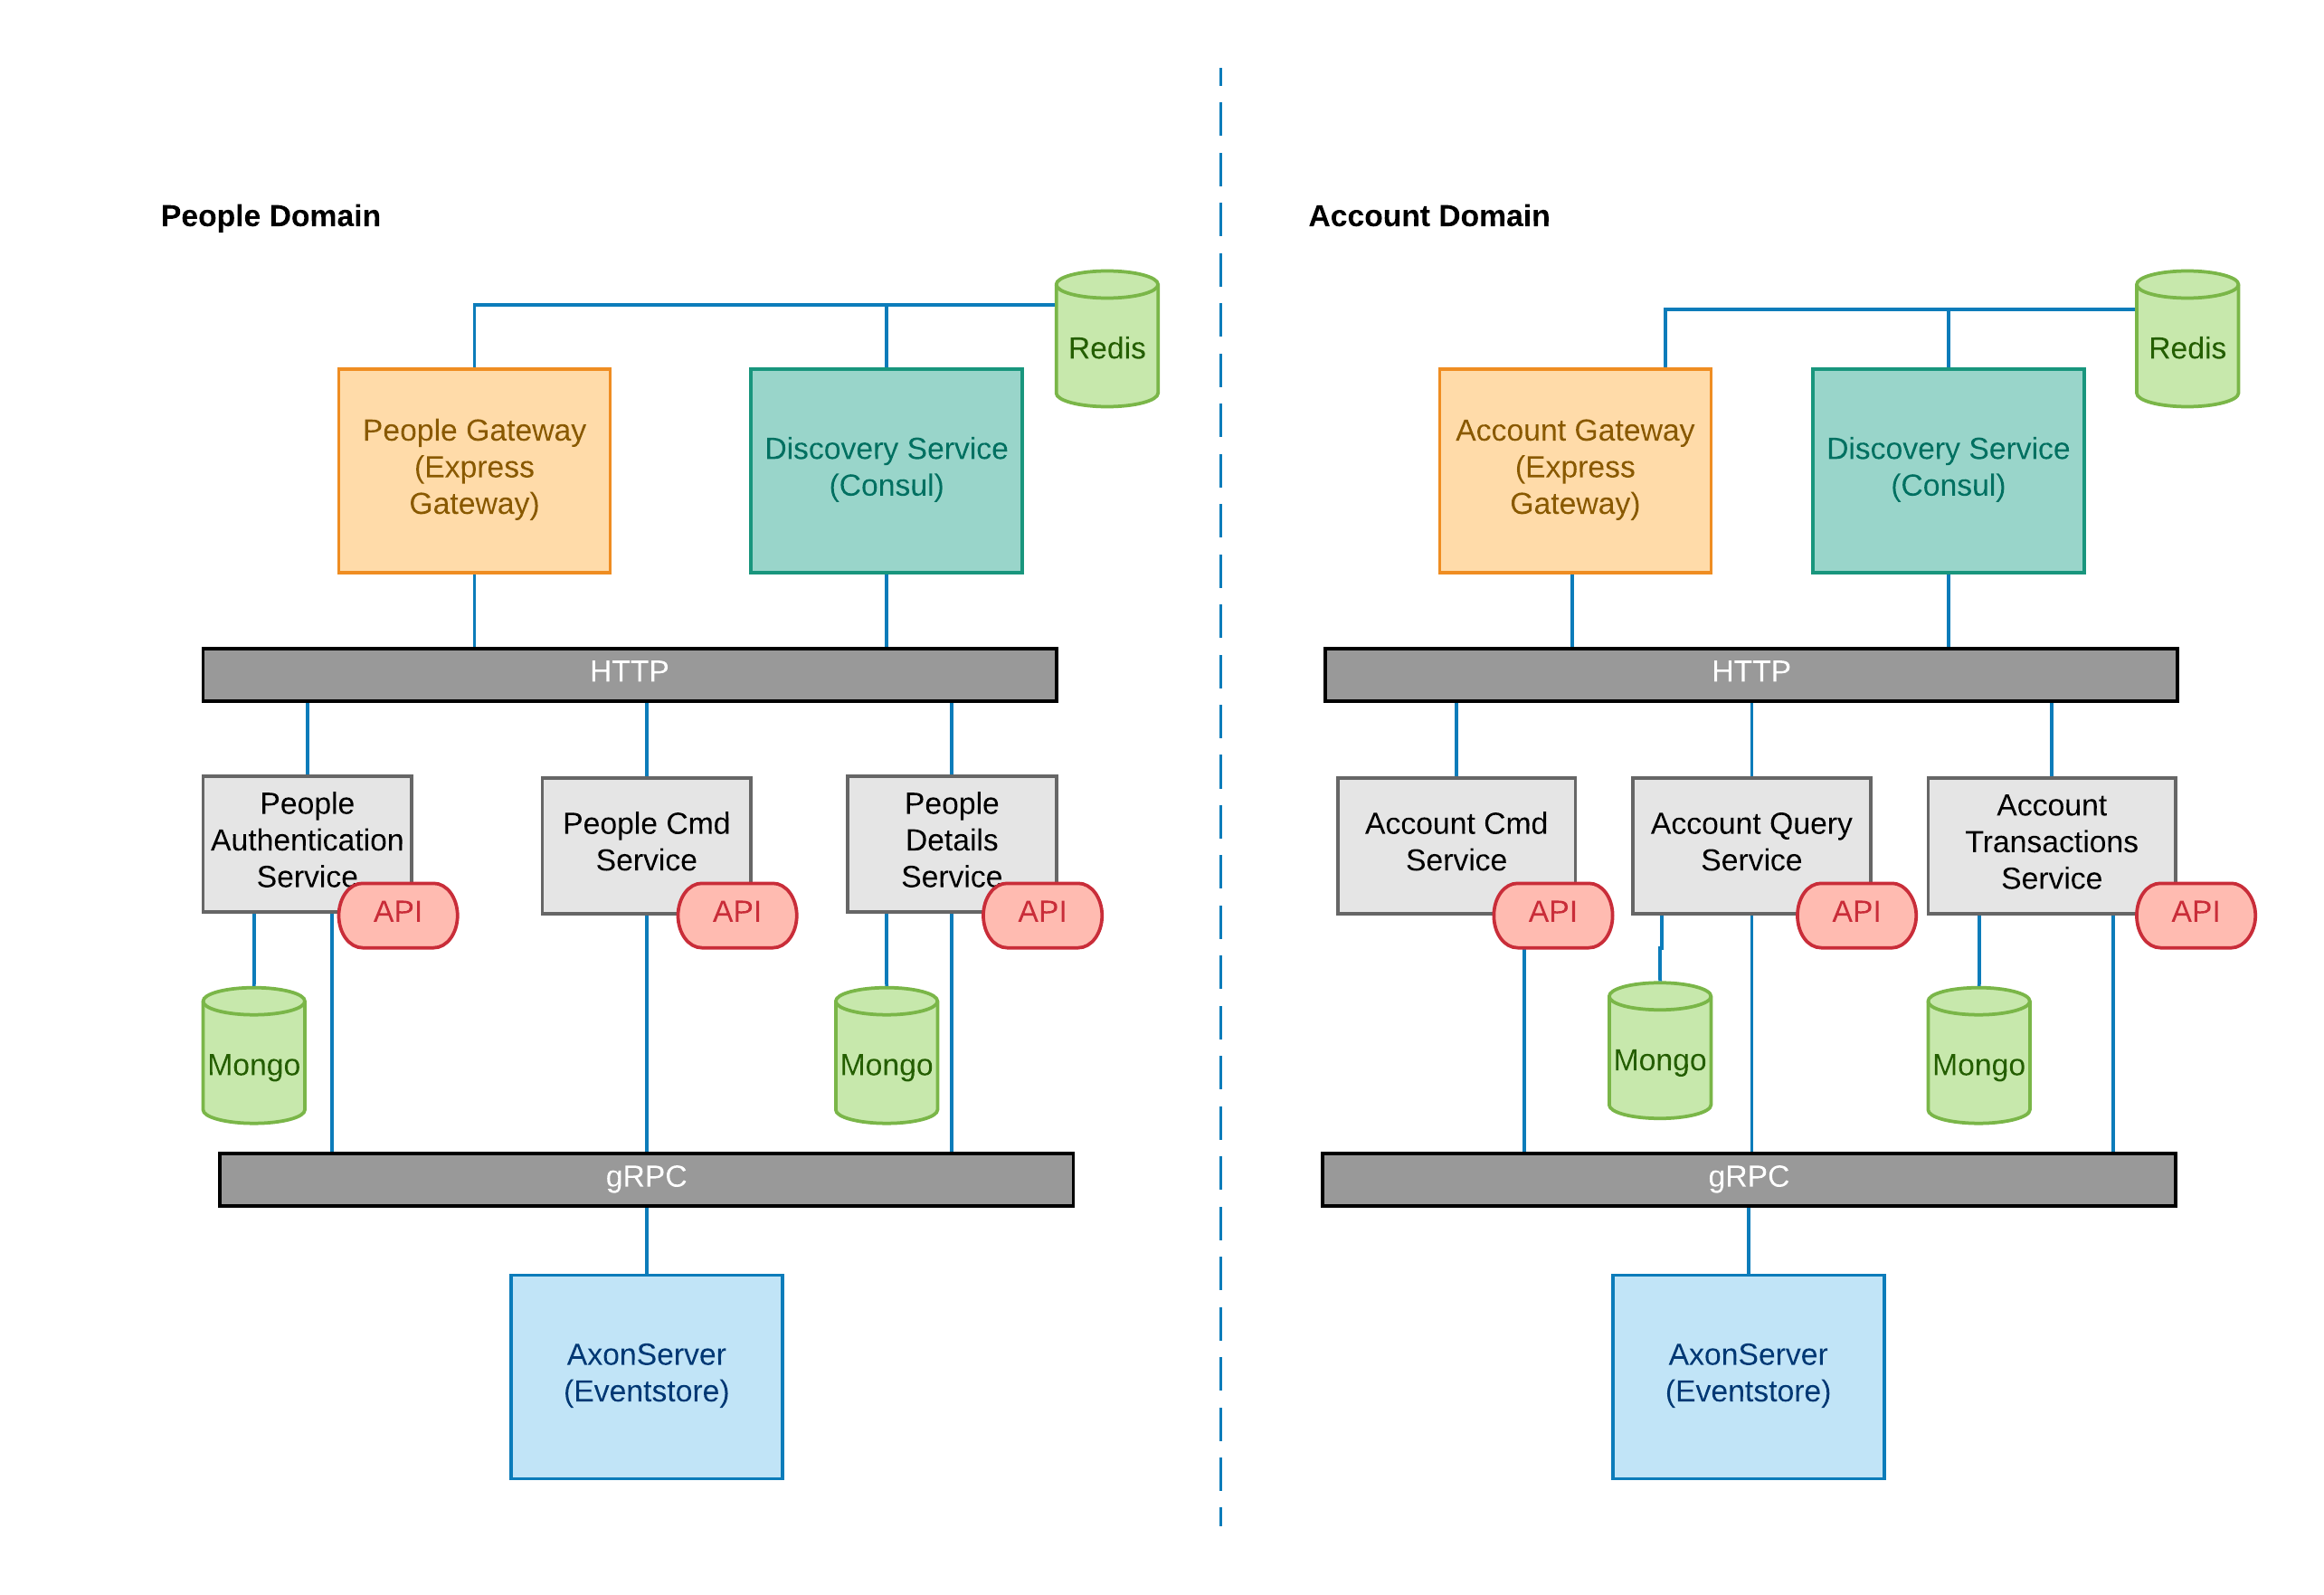 People Domain
Redis
People Gateway
(Express
Gateway)
Discovery Service
(Consul)
HTTP
People
Authentication
Service
API
People Cmd
Service
API
People
Details
Service
API
Mongo
Mongo
gRPC
AxonServer
(Eventstore)
Account Domain
Redis
Account Gateway
(Express
Gateway)
Discovery Service
(Consul)
HTTP
Account Cmd
Service
API
Account Query
Service
API
Account
Transactions
Service
API
Mongo
Mongo
gRPC
AxonServer
(Eventstore)